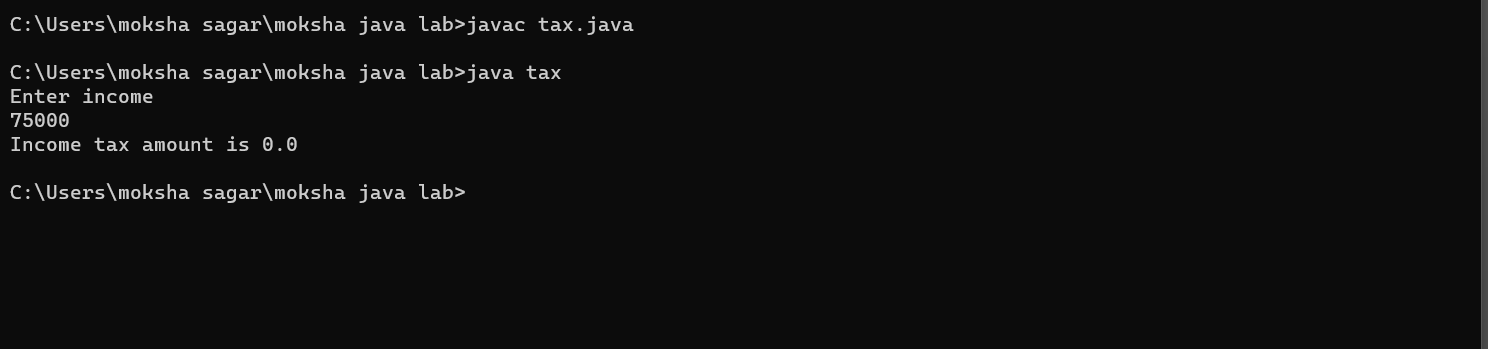 C:\Users\moksha sagar\moksha java lab>javac tax.java
C:\Users\moksha sagar\moksha java lab>java tax
Enter income
75000
Income tax amount is 0.0
C:\Users\moksha sagar\moksha java lab>